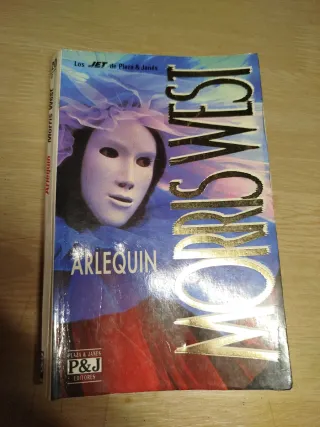 Los JET de Plaza & Janés
MORRIS WEST
ARLEQUIN
PLAZA & JANES
P&J
EDITORES
Arlequin Morris West